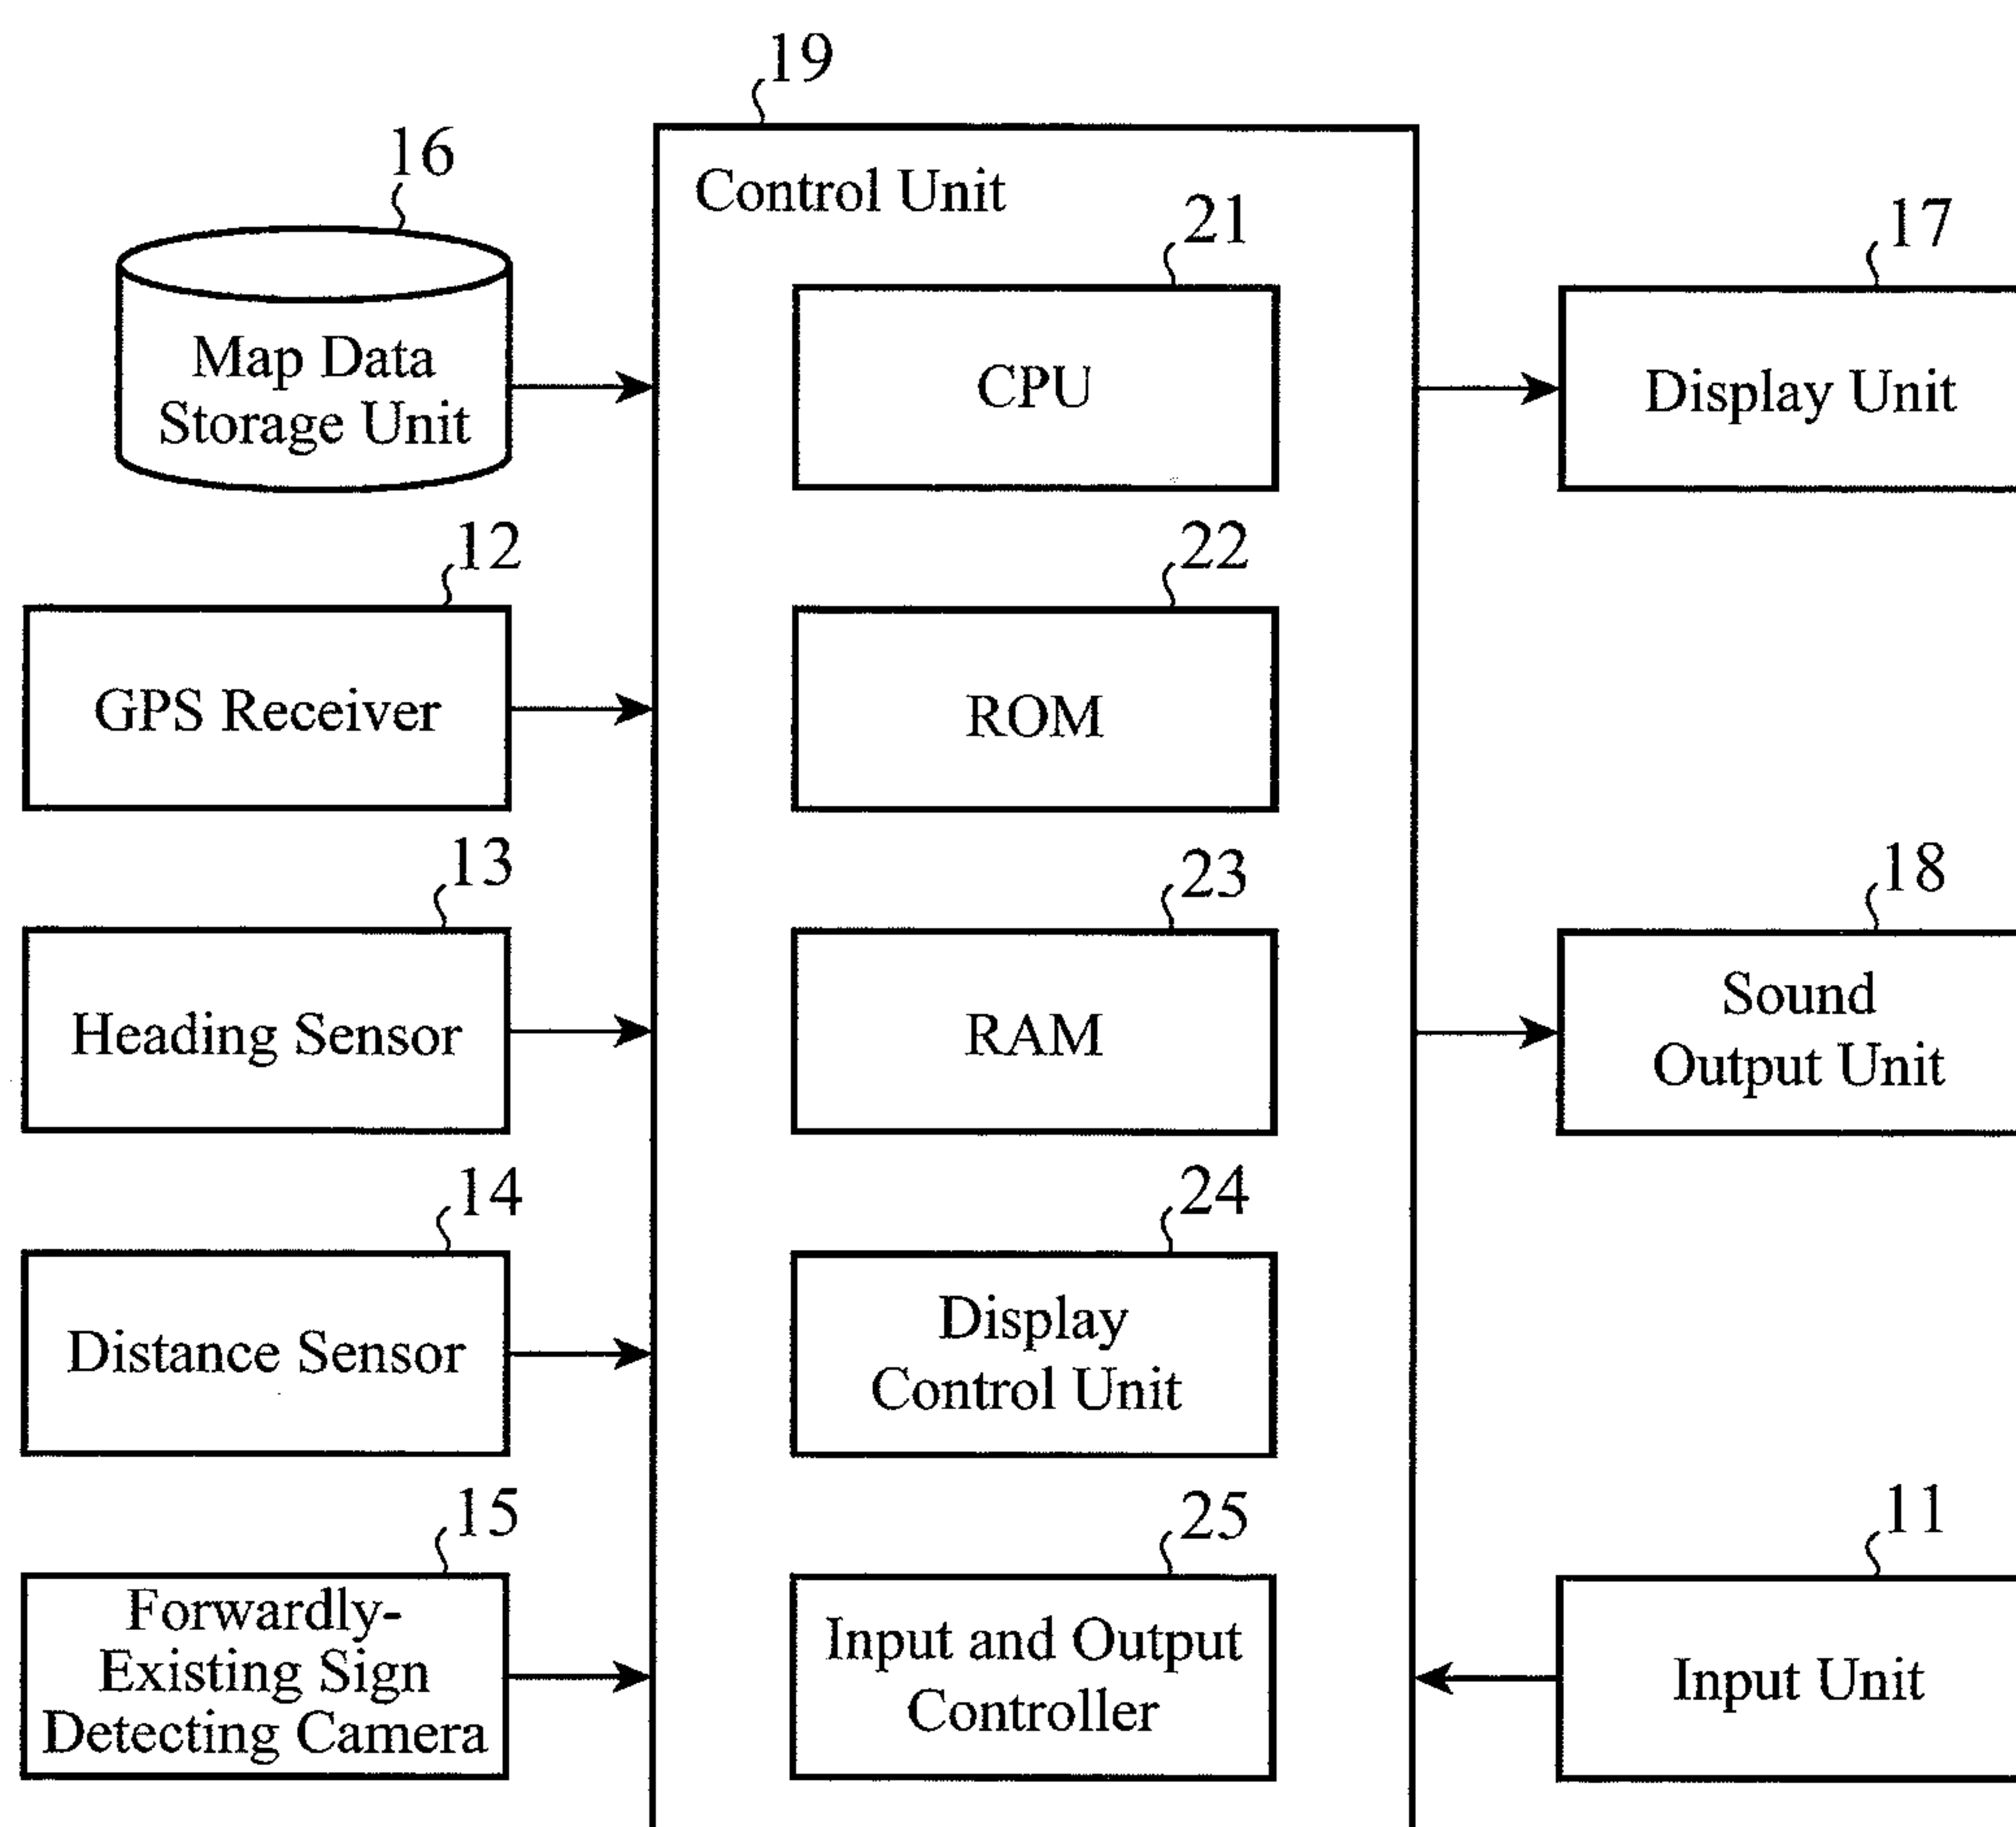 19
16
Control Unit
21
17
Map Data
Storage Unit
CPU
Display Unit
12
22
GPS Receiver
ROM
13
23
18
Heading Sensor
RAM
Sound
Output Unit
14
24
Distance Sensor
Display
Control Unit
15
25
11
Forwardly-
Existing Sign
Detecting Camera
Input and Output
Controller
Input Unit